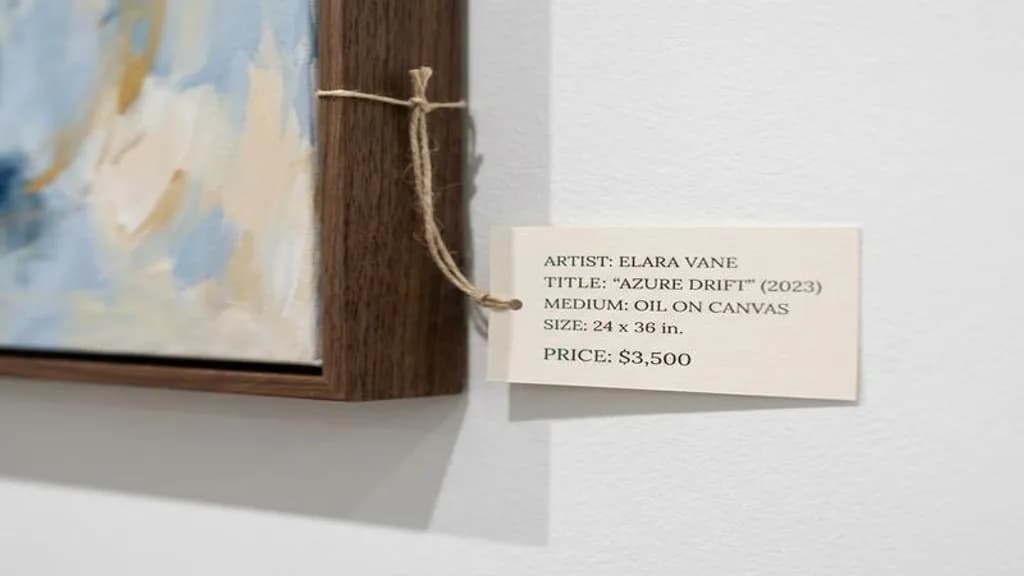 ARTIST: ELARA VANE
TITLE: “AZURE DRIFT” (2023)
MEDIUM: OIL ON CANVAS
SIZE: 24 x 36 in.
PRICE: $3,500